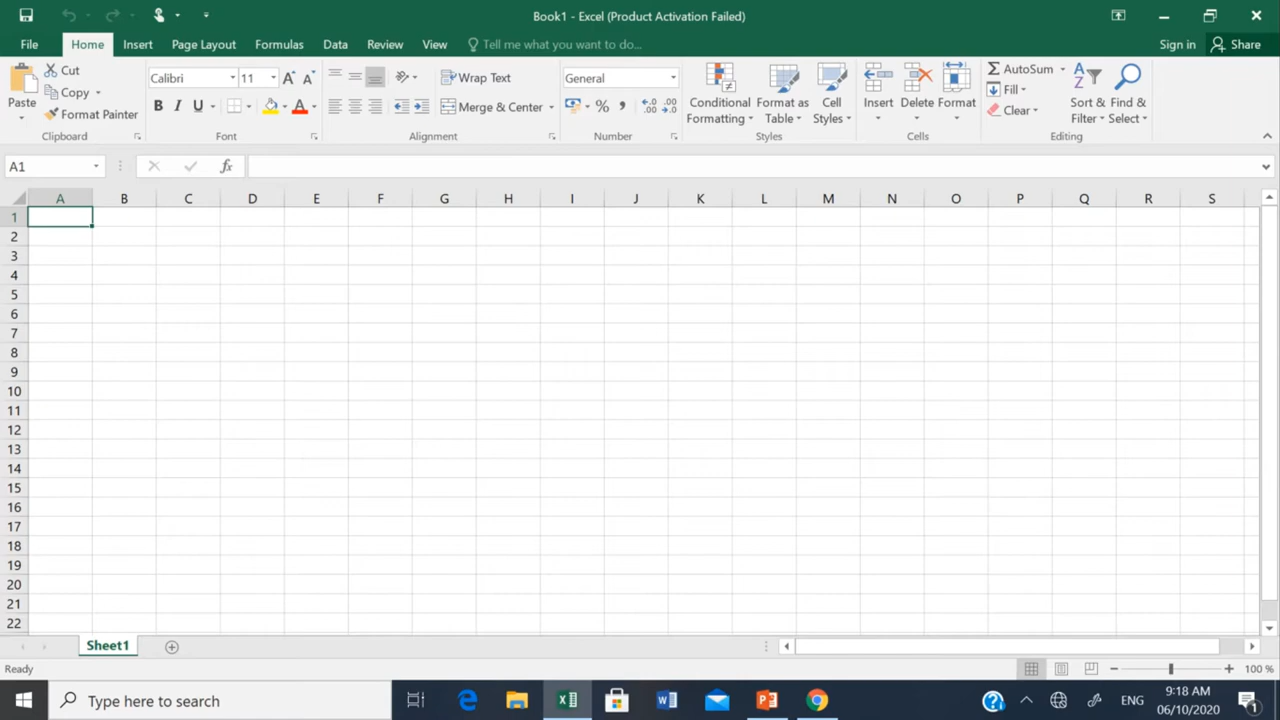 Book1 - Excel (Product Activation Failed)
File Home Insert Page Layout Formulas Data Review View Tell me what you want to do... Sign in Share
Paste
Cut
Copy
Format Painter
Clipboard
Calibri 11
B I U A
Font
Wrap Text
Merge & Center
Alignment
General
% , .00 .00
Number
Conditional Formatting
Format as Table
Cell Styles
Styles
Insert Delete Format
Cells
AutoSum
Fill
Clear
Sort & Filter
Find & Select
Editing
A1 fx
A B C D E F G H I J K L M N O P Q R S
1
2
3
4
5
6
7
8
9
10
11
12
13
14
15
16
17
18
19
20
21
22
Sheet1
Ready 100 %
Type here to search ENG 9:18 AM
06/10/2020